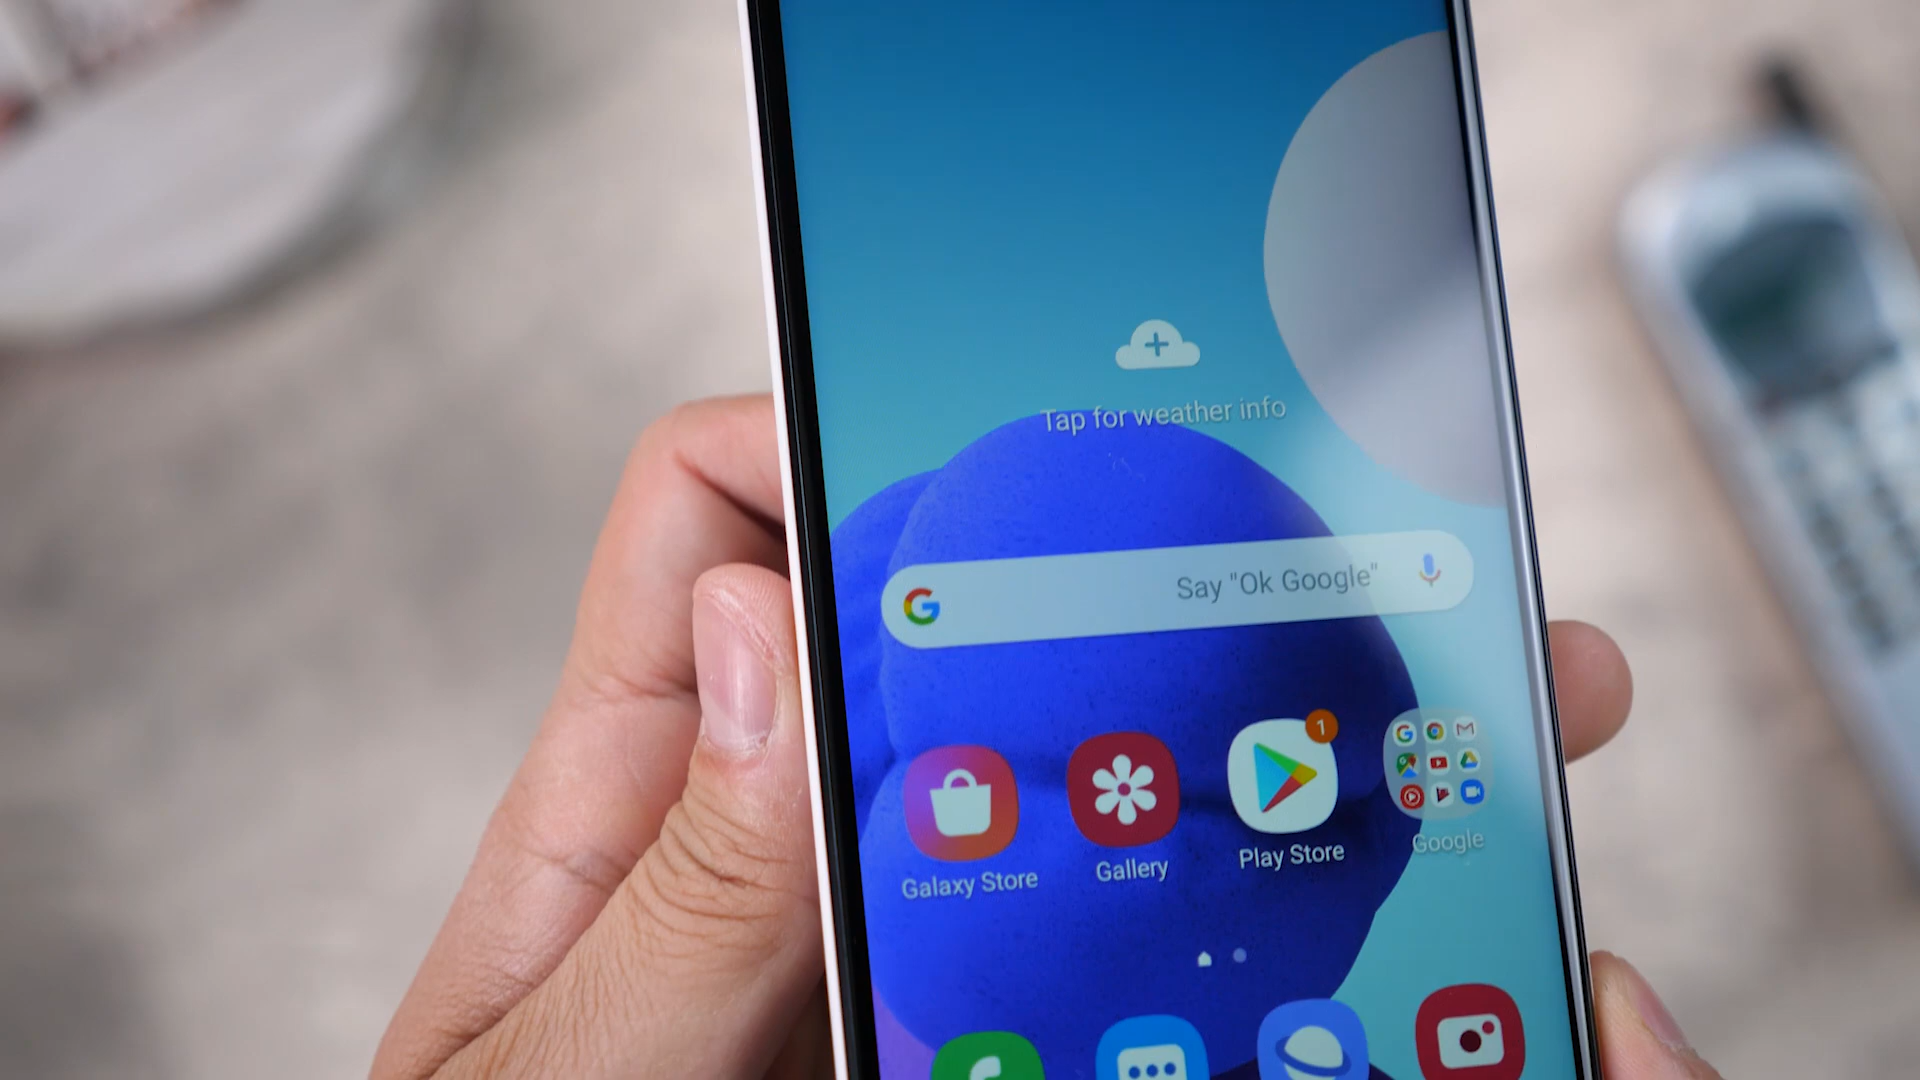 Tap for weather info
Say "Ok Google"
1
Galaxy Store
Gallery
Play Store
Google